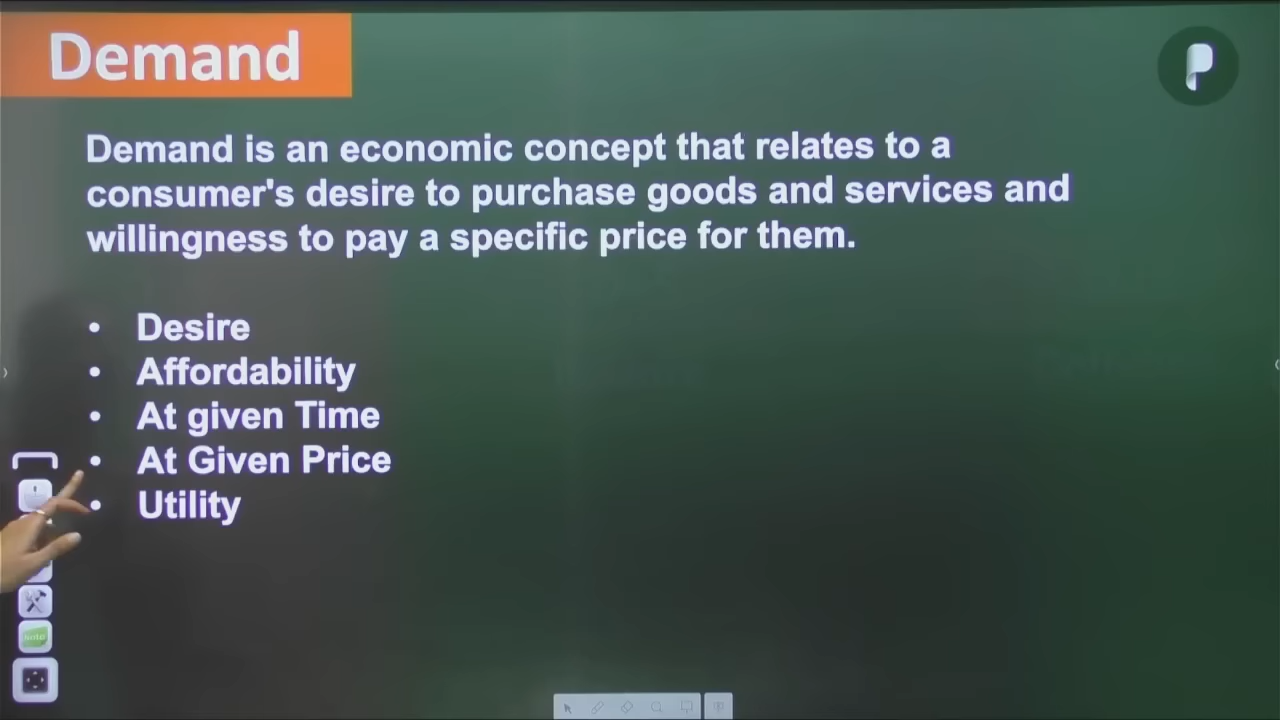 Demand
Demand is an economic concept that relates to a
consumer's desire to purchase goods and services and
willingness to pay a specific price for them.
• Desire
• Affordability
• At given Time
• At Given Price
• Utility